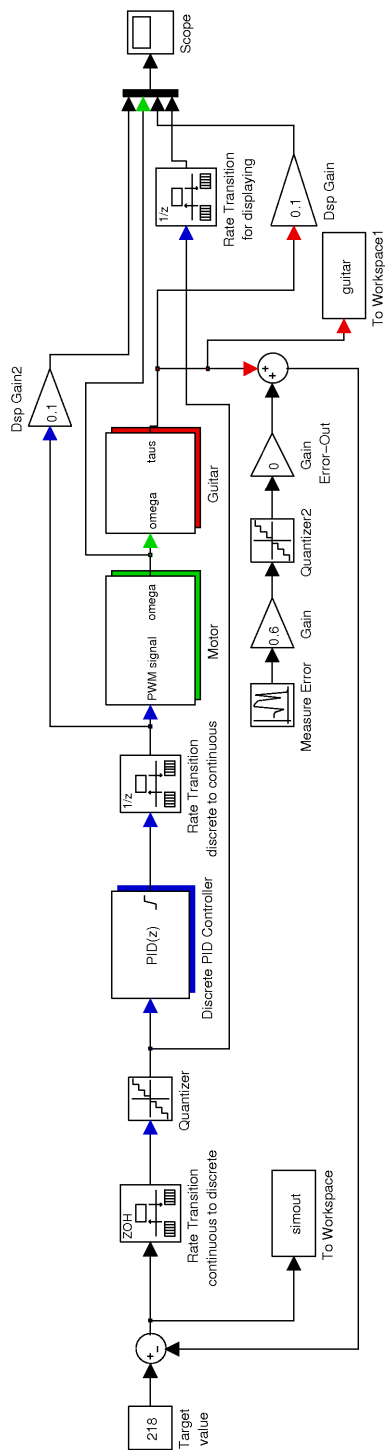 218
Target
value
+
-
simout
To Workspace
ZOH
Rate Transition
continuous to discrete
Quantizer
PID(z)
Discrete PID Controller
1/z
Rate Transition
discrete to continuous
PWM signal
omega
Motor
omega
taus
Guitar
0.1
Dsp Gain2
Measure Error
0.6
Gain
Quantizer2
0
Gain
Error-Out
+
+
guitar
To Workspace1
1/z
Rate Transition
for displaying
0.1
Dsp Gain
Scope